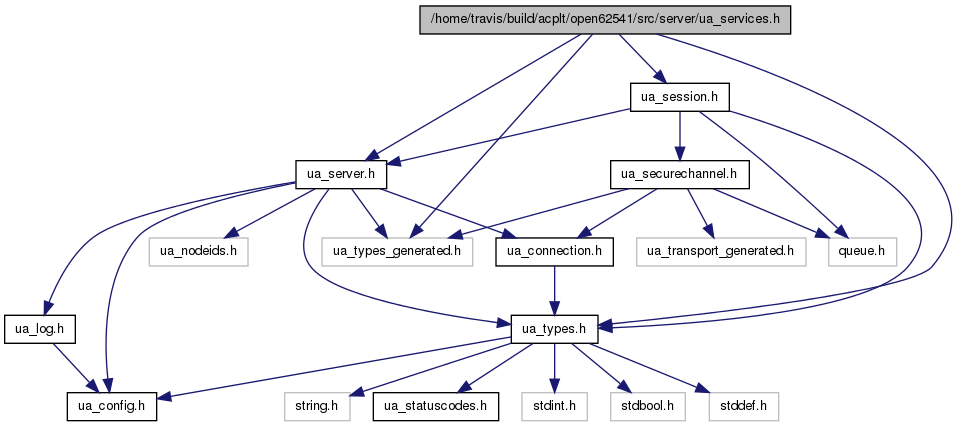 /home/travis/build/acplt/open62541/src/server/ua_services.h
ua_session.h
ua_server.h
ua_securechannel.h
ua_nodeids.h
ua_types_generated.h
ua_connection.h
ua_transport_generated.h
queue.h
ua_log.h
ua_types.h
ua_config.h
string.h
ua_statuscodes.h
stdint.h
stdbool.h
stddef.h